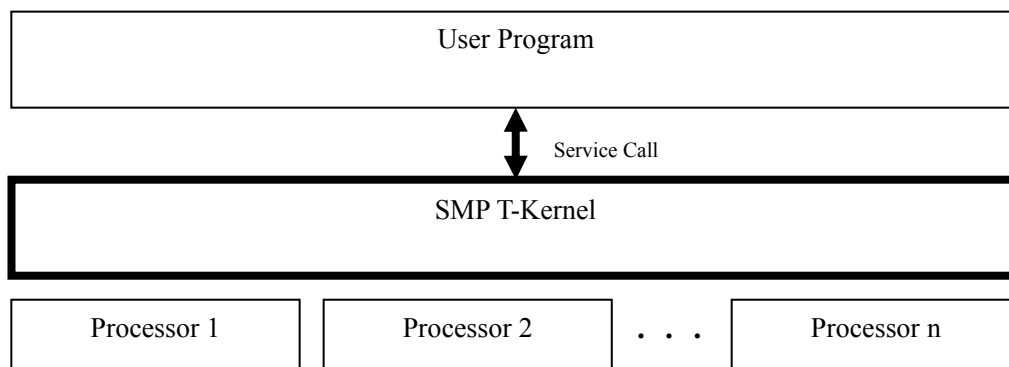 User Program
Service Call
SMP T-Kernel
Processor 1
Processor 2
. . .
Processor n